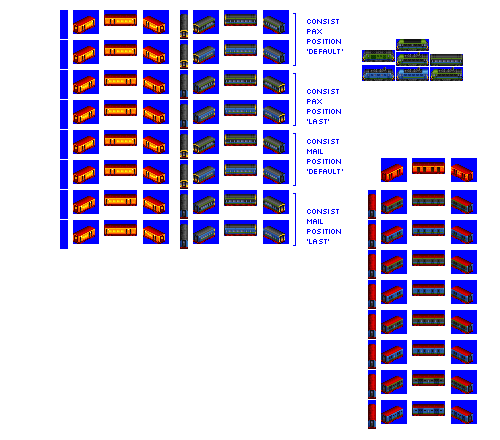 CONSIST
PAX
POSITION
'DEFAULT'
CONSIST
PAX
POSITION
'LAST'
CONSIST
MAIL
POSITION
'DEFAULT'
CONSIST
MAIL
POSITION
'LAST'